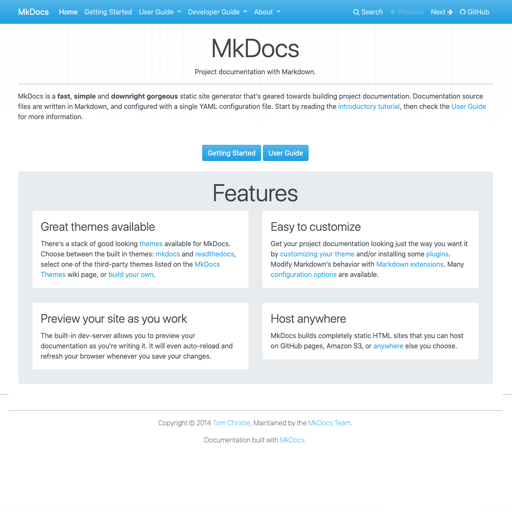 MkDocs Home Getting Started User Guide Developer Guide About Search Previous Next GitHub
MkDocs
Project documentation with Markdown.
MkDocs is a fast, simple and downright gorgeous static site generator that's geared towards building project documentation. Documentation source
files are written in Markdown, and configured with a single YAML configuration file. Start by reading the introductory tutorial, then check the User Guide
for more information.
Getting Started User Guide
Features
Great themes available
There's a stack of good looking themes available for MkDocs.
Choose between the built in themes: mkdocs and readthedocs,
select one of the third-party themes listed on the MkDocs
Themes wiki page, or build your own.
Easy to customize
Get your project documentation looking just the way you want it
by customizing your theme and/or installing some plugins.
Modify Markdown's behavior with Markdown extensions. Many
configuration options are available.
Preview your site as you work
The built-in dev-server allows you to preview your
documentation as you're writing it. It will even auto-reload and
refresh your browser whenever you save your changes.
Host anywhere
MkDocs builds completely static HTML sites that you can host
on GitHub pages, Amazon S3, or anywhere else you choose.
Copyright © 2014 Tom Christie, Maintained by the MkDocs Team.
Documentation built with MkDocs.